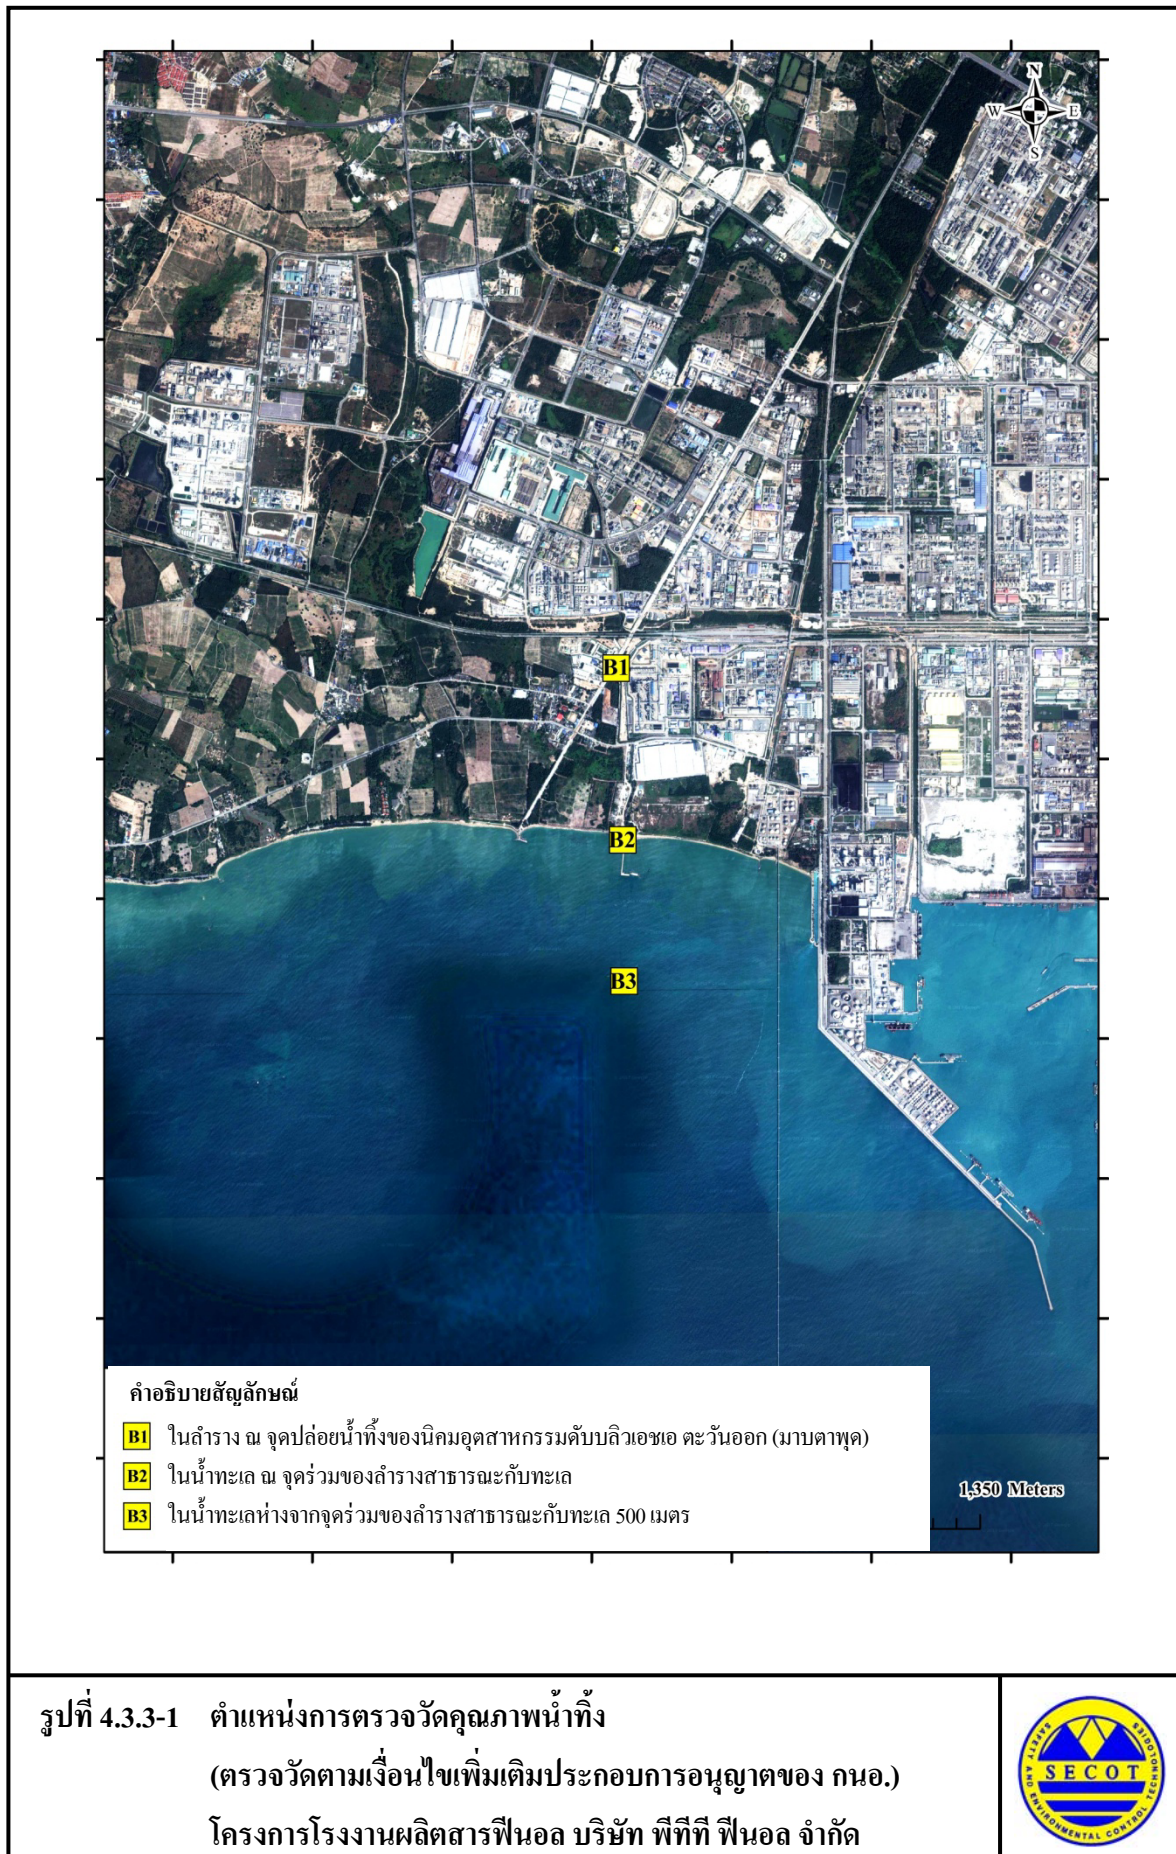 N
W E
S
B1
B2
B3
คำอธิบายสัญลักษณ์
B1 ในลำราง ณ จุดปล่อยน้ำทิ้งของนิคมอุตสาหกรรมดับบลิวเอชเอ ตะวันออก (มาบตาพุด)
B2 ในน้ำทะเล ณ จุดร่วมของลำรางสาธารณะกับทะเล
B3 ในน้ำทะเลห่างจากจุดร่วมของลำรางสาธารณะกับทะเล 500 เมตร
1,350 Meters
รูปที่ 4.3.3-1 ตำแหน่งการตรวจวัดคุณภาพน้ำทิ้ง
(ตรวจวัดตามเงื่อนไขเพิ่มเติมประกอบการอนุญาตของ กนอ.)
โครงการโรงงานผลิตสารฟีนอล บริษัท พีทีที ฟีนอล จำกัด
SECOT
SAFETY AND ENVIRONMENTAL CONTROL TECHNOLOGIES